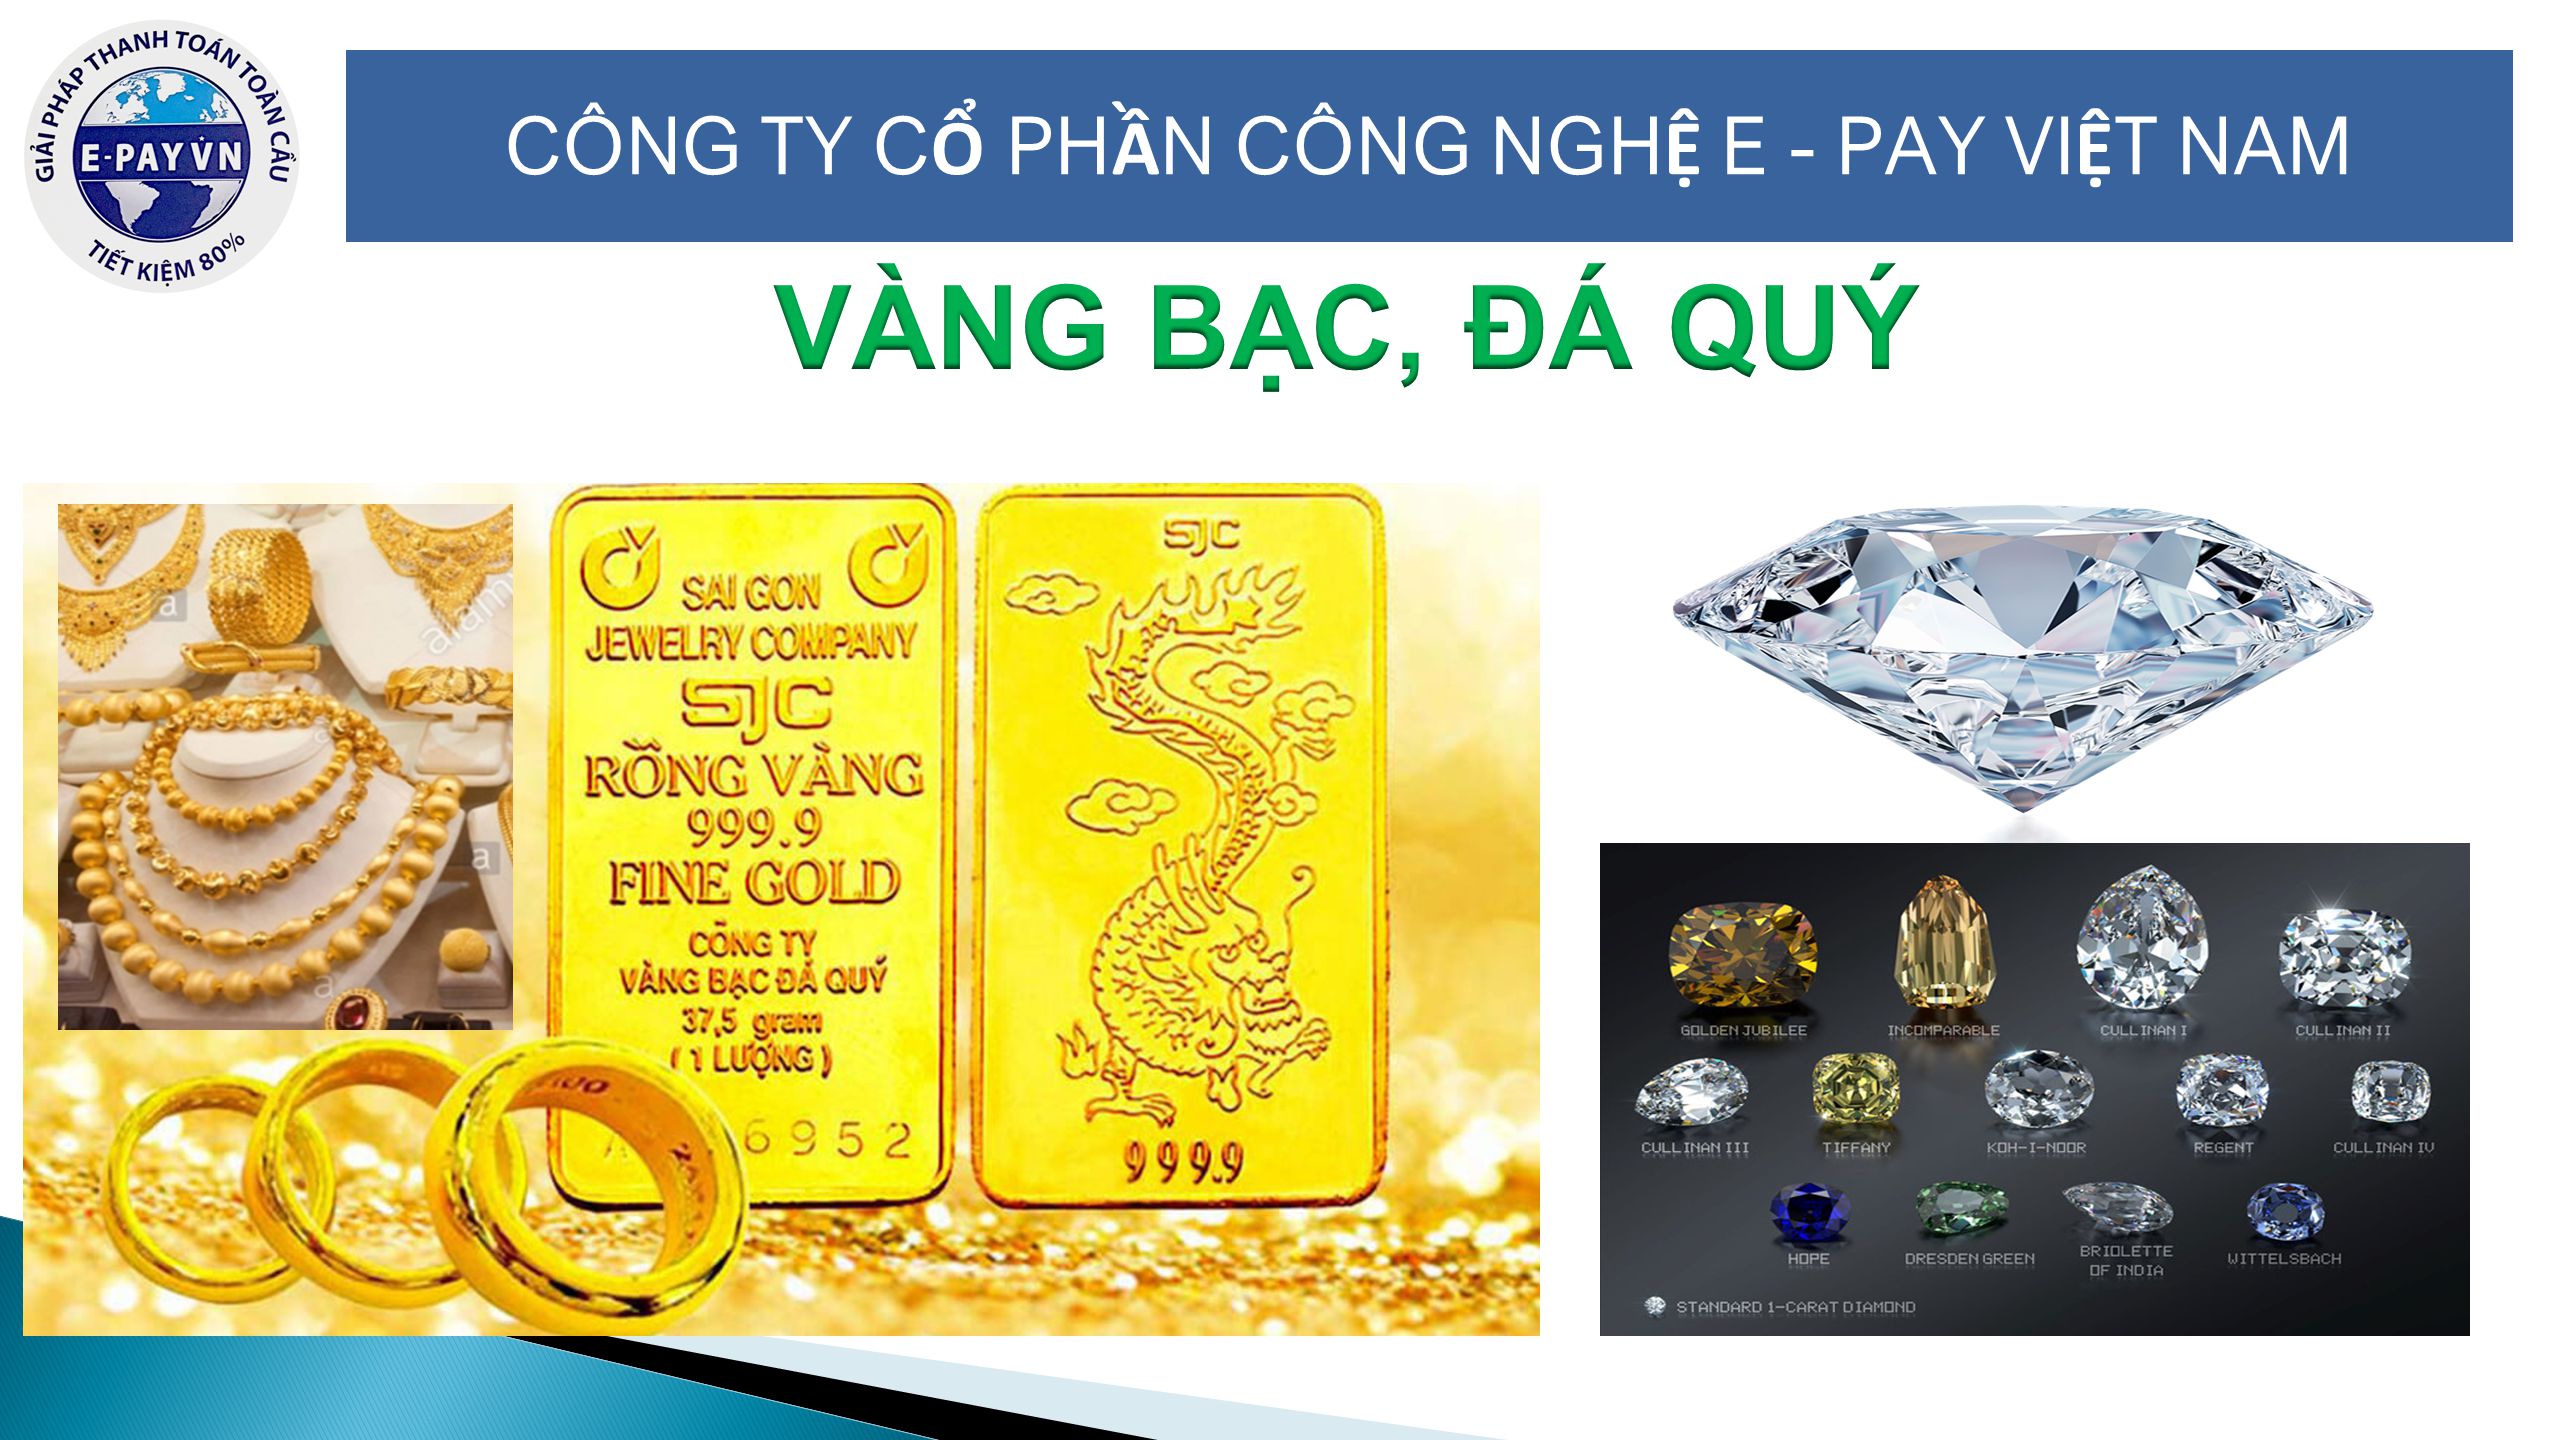 GIẢI PHÁP THANH TOÁN TOÀN CẦU
E-PAYVN
TIẾT KIỆM 80%
CÔNG TY CỔ PHẦN CÔNG NGHỆ E - PAY VIỆT NAM
VÀNG BẠC, ĐÁ QUÝ
a
alamy
a
a
SAI GON
JEWELRY COMPANY
SJC
RỒNG VÀNG
999.9
FINE GOLD
CÔNG TY
VÀNG BẠC ĐÁ QUÝ
37,5 gram
( 1 LƯỢNG )
6952
SJC
999.9
GOLDEN JUBILEE
INCOMPARABLE
CULLINAN I
CULLINAN II
CULLINAN III
TIFFANY
KOH-I-NOOR
REGENT
CULLINAN IV
HOPE
DRESDEN GREEN
BRIOLETTE
OF INDIA
WITTELSBACH
STANDARD 1-CARAT DIAMOND